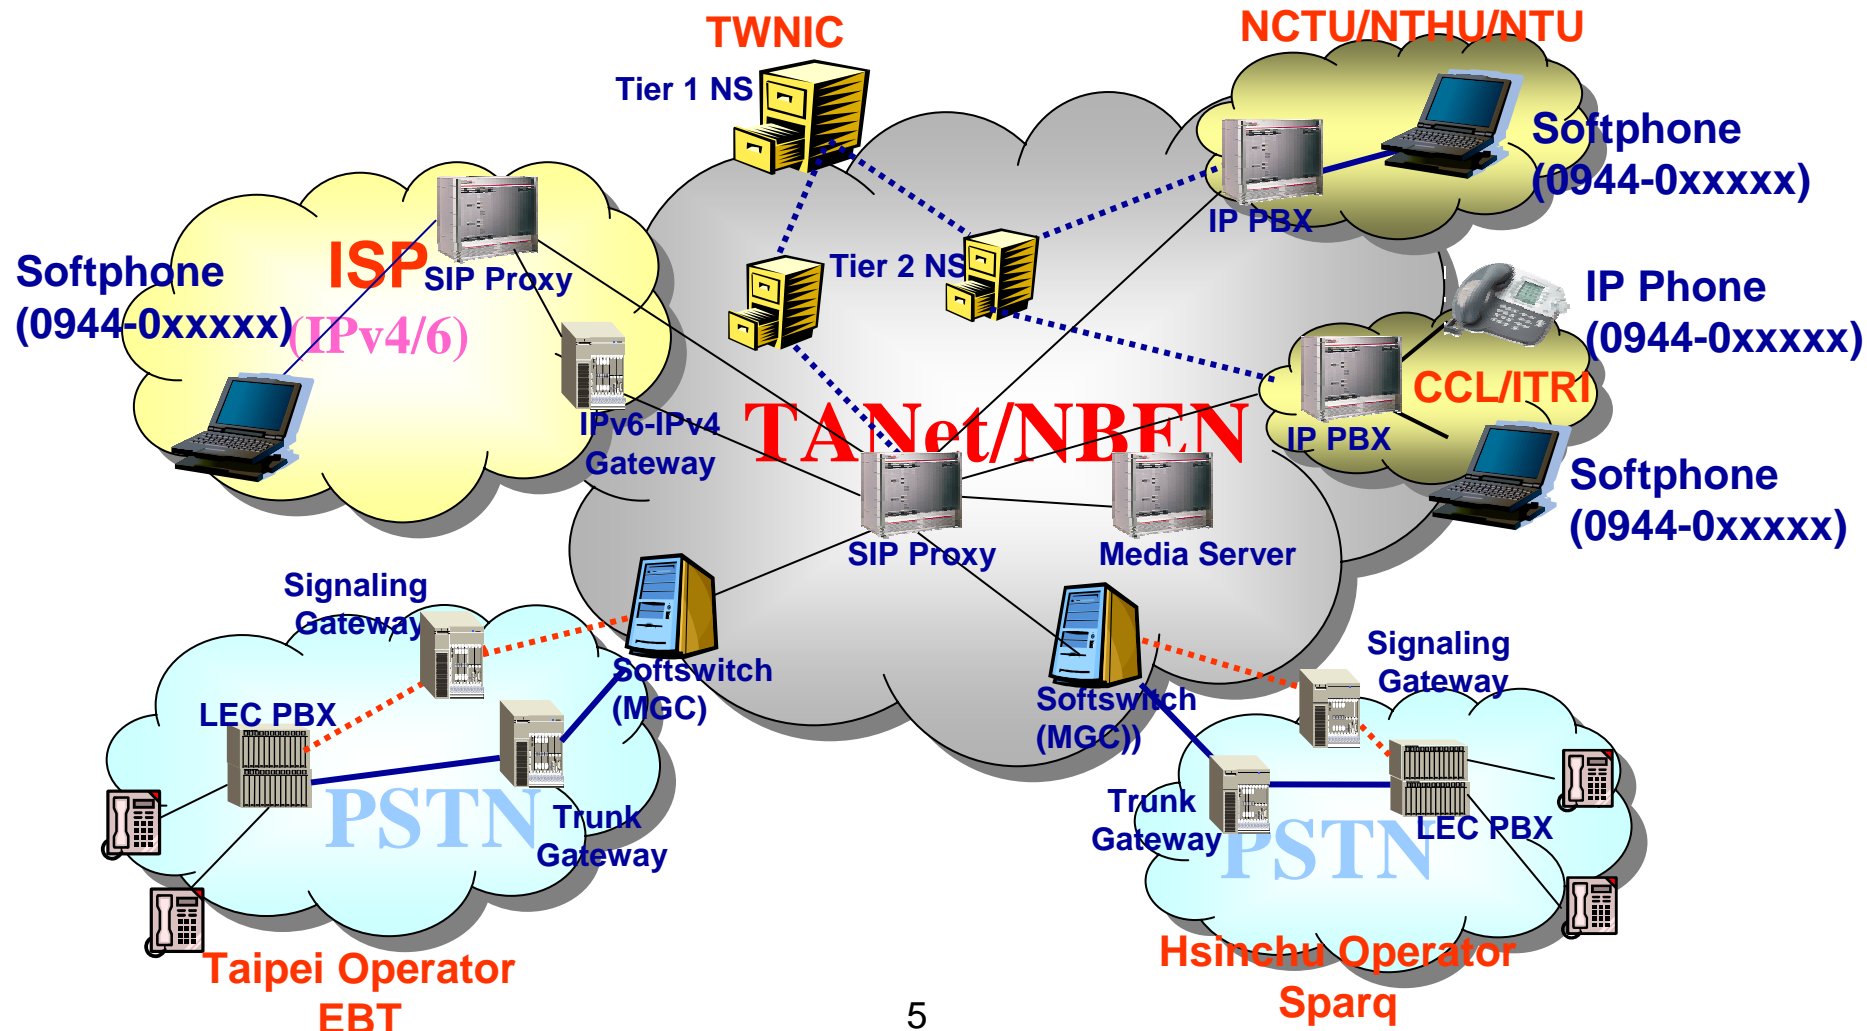 TWNIC
NCTU/NTHU/NTU
Tier 1 NS
Softphone
(0944-0xxxxx)
IP PBX
ISP
SIP Proxy
(IPv4/6)
Softphone
(0944-0xxxxx)
Tier 2 NS
IP Phone
(0944-0xxxxx)
CCL/ITRI
IP PBX
IPv6-IPv4
Gateway
TANet/NBEN
Softphone
(0944-0xxxxx)
SIP Proxy
Media Server
Signaling
Gateway
Softswitch
(MGC)
LEC PBX
PSTN
Trunk
Gateway
Softswitch
(MGC))
Signaling
Gateway
Trunk
Gateway
LEC PBX
PSTN
Taipei Operator
EBT
Hsinchu Operator
Sparq
5